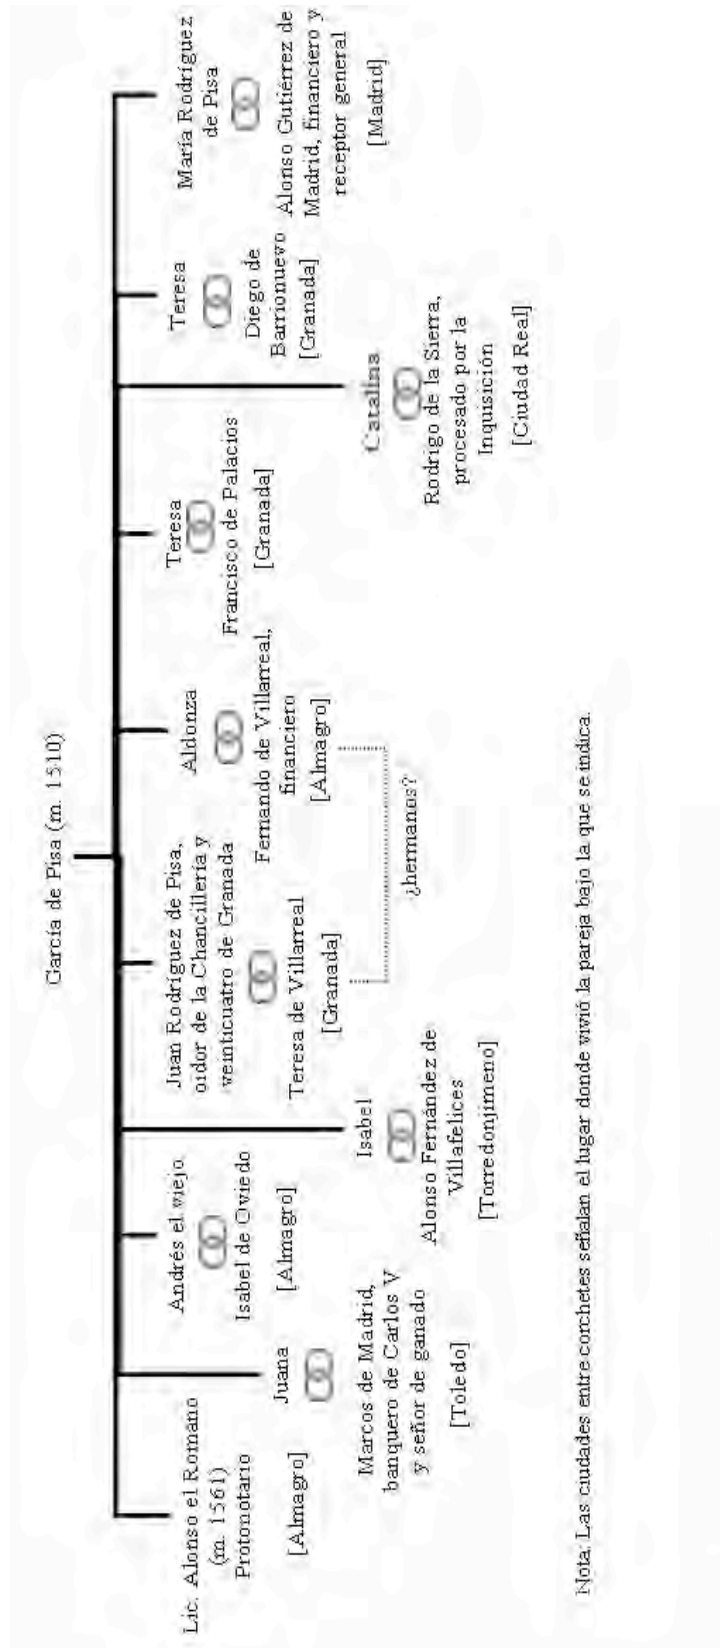 García de Pisa (m. 1510)
Lic. Alonso el Romano
(m. 1561)
Protonotario
[Almagro]
Juana
Marcos de Madrid,
banquero de Carlos V
y señor de ganado
[Toledo]
Andrés el viejo
Isabel de Oviedo
[Almagro]
Isabel
Alonso Fernández de
Villafelices
[Torredonjimeno]
Juan Rodríguez de Pisa,
oidor de la Chancillería y
veinticuatro de Granada
Teresa de Villarreal
[Granada]
Aldonza
Fernando de Villarreal,
financiero
[Almagro]
¿hermanos?
Teresa
Francisco de Palacios
[Granada]
Catalina
Rodrigo de la Sierra,
procesado por la
Inquisición
[Ciudad Real]
Teresa
Diego de
Barrionuevo
[Granada]
María Rodríguez
de Pisa
Alonso Gutiérrez de
Madrid, financiero y
receptor general
[Madrid]
Nota. Las ciudades entre corchetes señalan el lugar donde vivió la pareja bajo la que se indica.